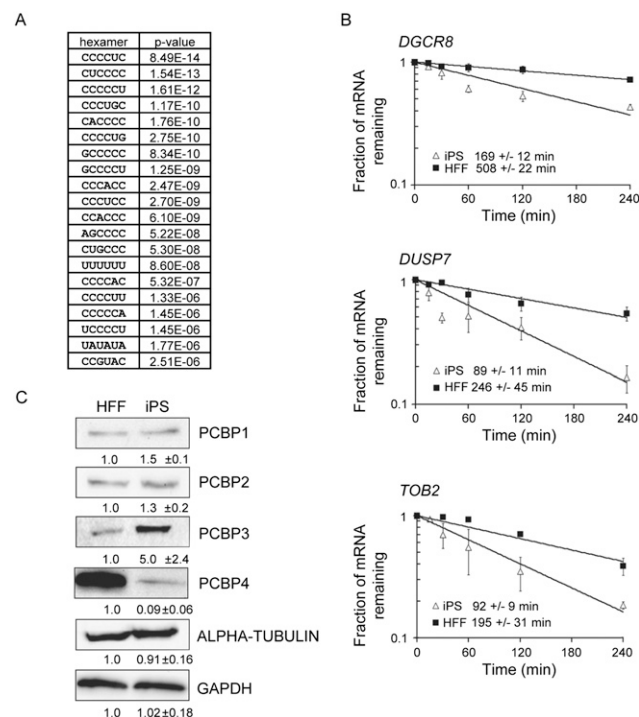 A
hexamer p-value
CCCCUC 8.49E-14
CUCCCC 1.54E-13
CCCCCU 1.61E-12
CCCUGC 1.17E-10
CACCCC 1.76E-10
CCCCUG 2.75E-10
GCCCCC 8.34E-10
GCCCCU 1.25E-09
CCCACC 2.47E-09
CCCUCC 2.70E-09
CCACCC 6.10E-09
AGCCCC 5.22E-08
CUGCCC 5.30E-08
UUUUUU 8.60E-08
CCCCAC 5.32E-07
CCCCUU 1.33E-06
CCCCCA 1.45E-06
UCCCCU 1.45E-06
UAUAUA 1.77E-06
CCGUAC 2.51E-06
B
DGCR8
Fraction of mRNA
remaining
1
0.1
iPS 169 +/- 12 min
HFF 508 +/- 22 min
0 60 120 180 240
Time (min)
DUSP7
Fraction of mRNA
remaining
1
0.1
iPS 89 +/- 11 min
HFF 246 +/- 45 min
0 60 120 180 240
Time (min)
TOB2
Fraction of mRNA
remaining
1
0.1
iPS 92 +/- 9 min
HFF 195 +/- 31 min
0 60 120 180 240
Time (min)
C
HFF iPS
PCBP1
1.0 1.5 ±0.1
PCBP2
1.0 1.3 ±0.2
PCBP3
1.0 5.0 ±2.4
PCBP4
1.0 0.09±0.06
ALPHA-TUBULIN
1.0 0.91±0.16
GAPDH
1.0 1.02±0.18